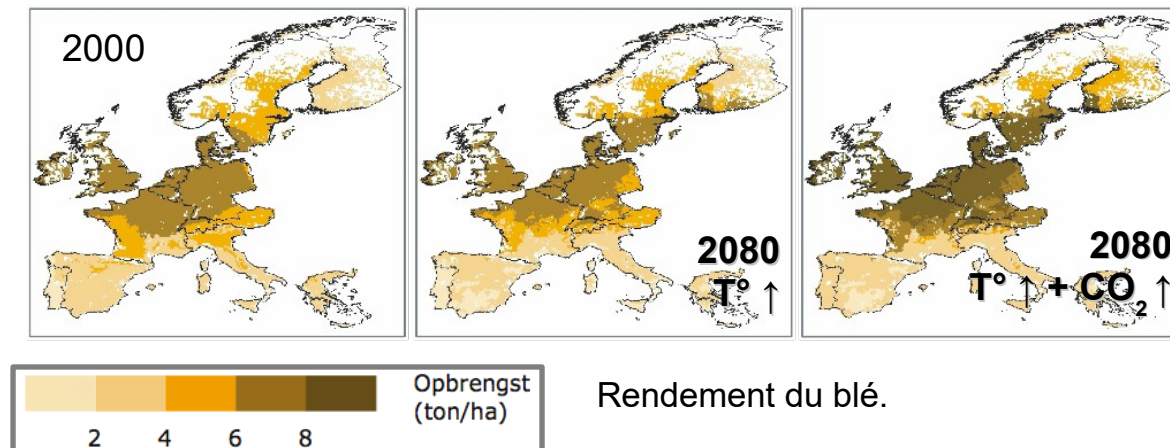 2000
2080
T° ↑
2080
T° ↑ + CO₂ ↑
Opbrengst
(ton/ha)
2 4 6 8
Rendement du blé.